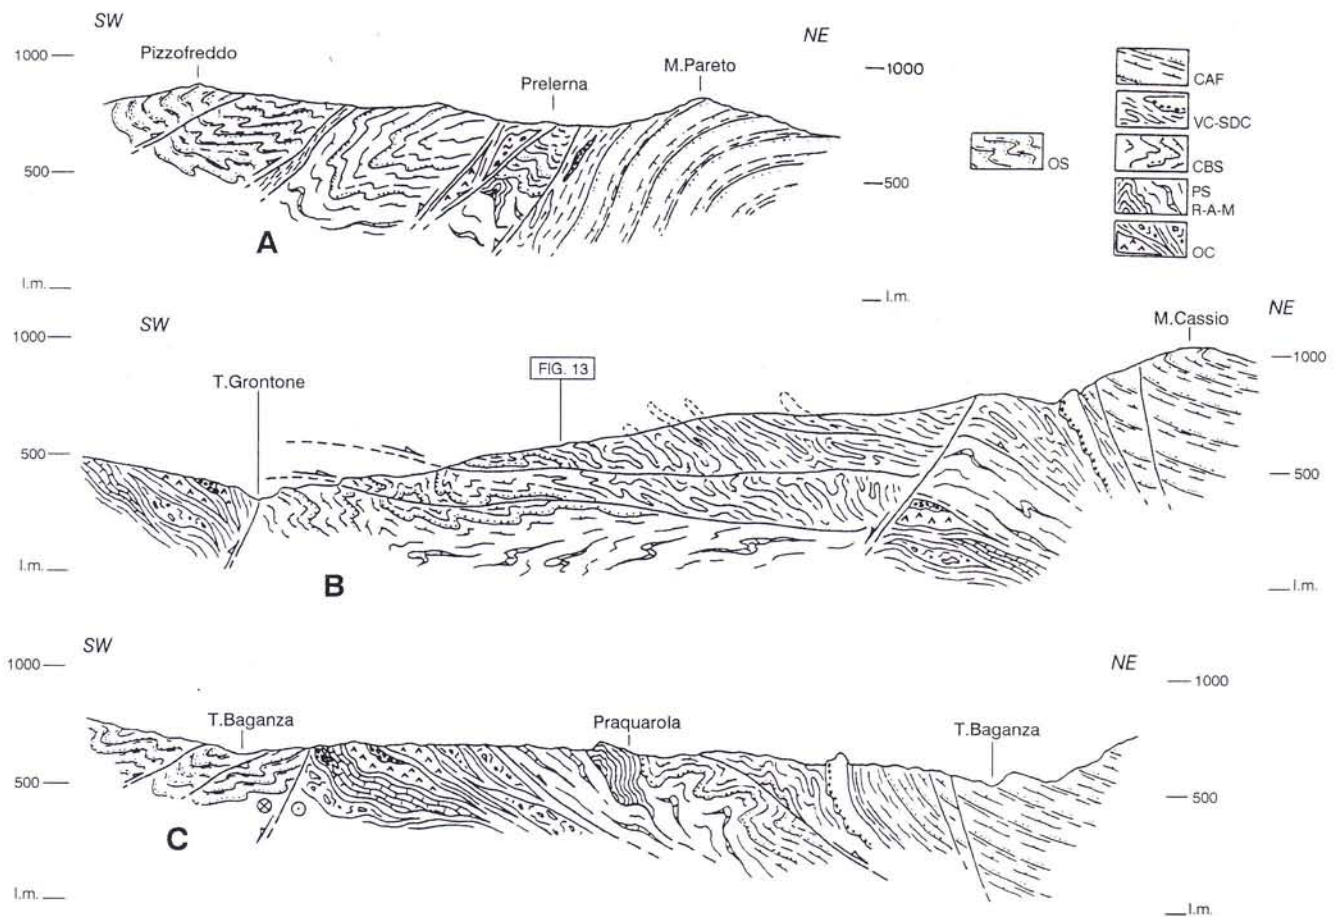 SW
NE
1000
Pizzofreddo
Prelerna
M.Pareto
1000
CAF
VC-SDC
500
500
OS
CBS
PS
R-A-M
A
OC
l.m.
l.m.
SW
NE
1000
M.Cassio
1000
T.Grontone
FIG. 13
500
500
l.m.
B
l.m.
SW
NE
1000
1000
T.Baganza
Praquarola
T.Baganza
500
500
C
l.m.
l.m.